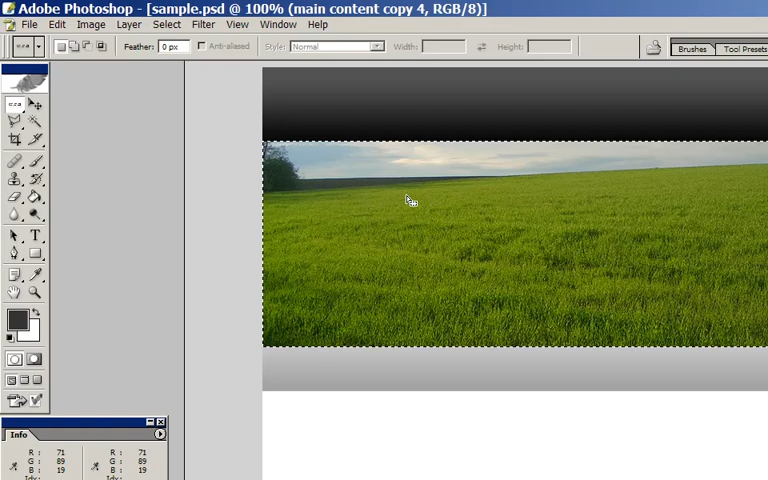 Adobe Photoshop - [sample.psd @ 100% (main content copy 4, RGB/8)]
File Edit Image Layer Select Filter View Window Help
Feather: 0 px Anti-aliased Style: Normal Width: Height: Brushes Tool Presets
T
Info
R : 71 R : 71
G : 89 G : 89
B : 19 B : 19
Idx: Idx: